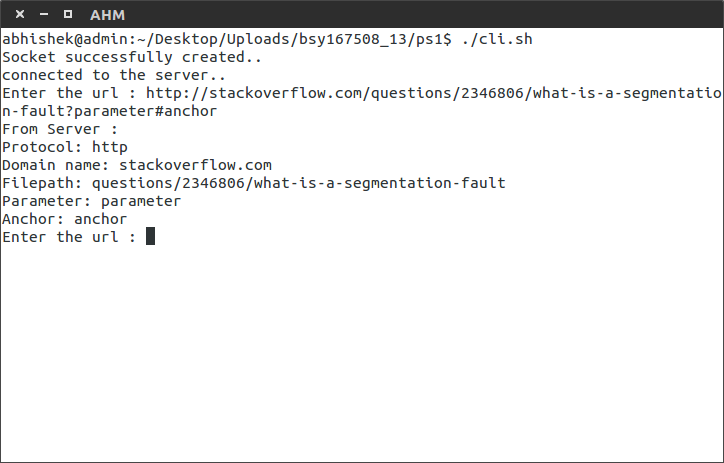 AHM
abhishek@admin:~/Desktop/Uploads/bsy167508_13/ps1$ ./cli.sh
Socket successfully created..
connected to the server..
Enter the url : http://stackoverflow.com/questions/2346806/what-is-a-segmentatio
n-fault?parameter#anchor
From Server :
Protocol: http
Domain name: stackoverflow.com
Filepath: questions/2346806/what-is-a-segmentation-fault
Parameter: parameter
Anchor: anchor
Enter the url :